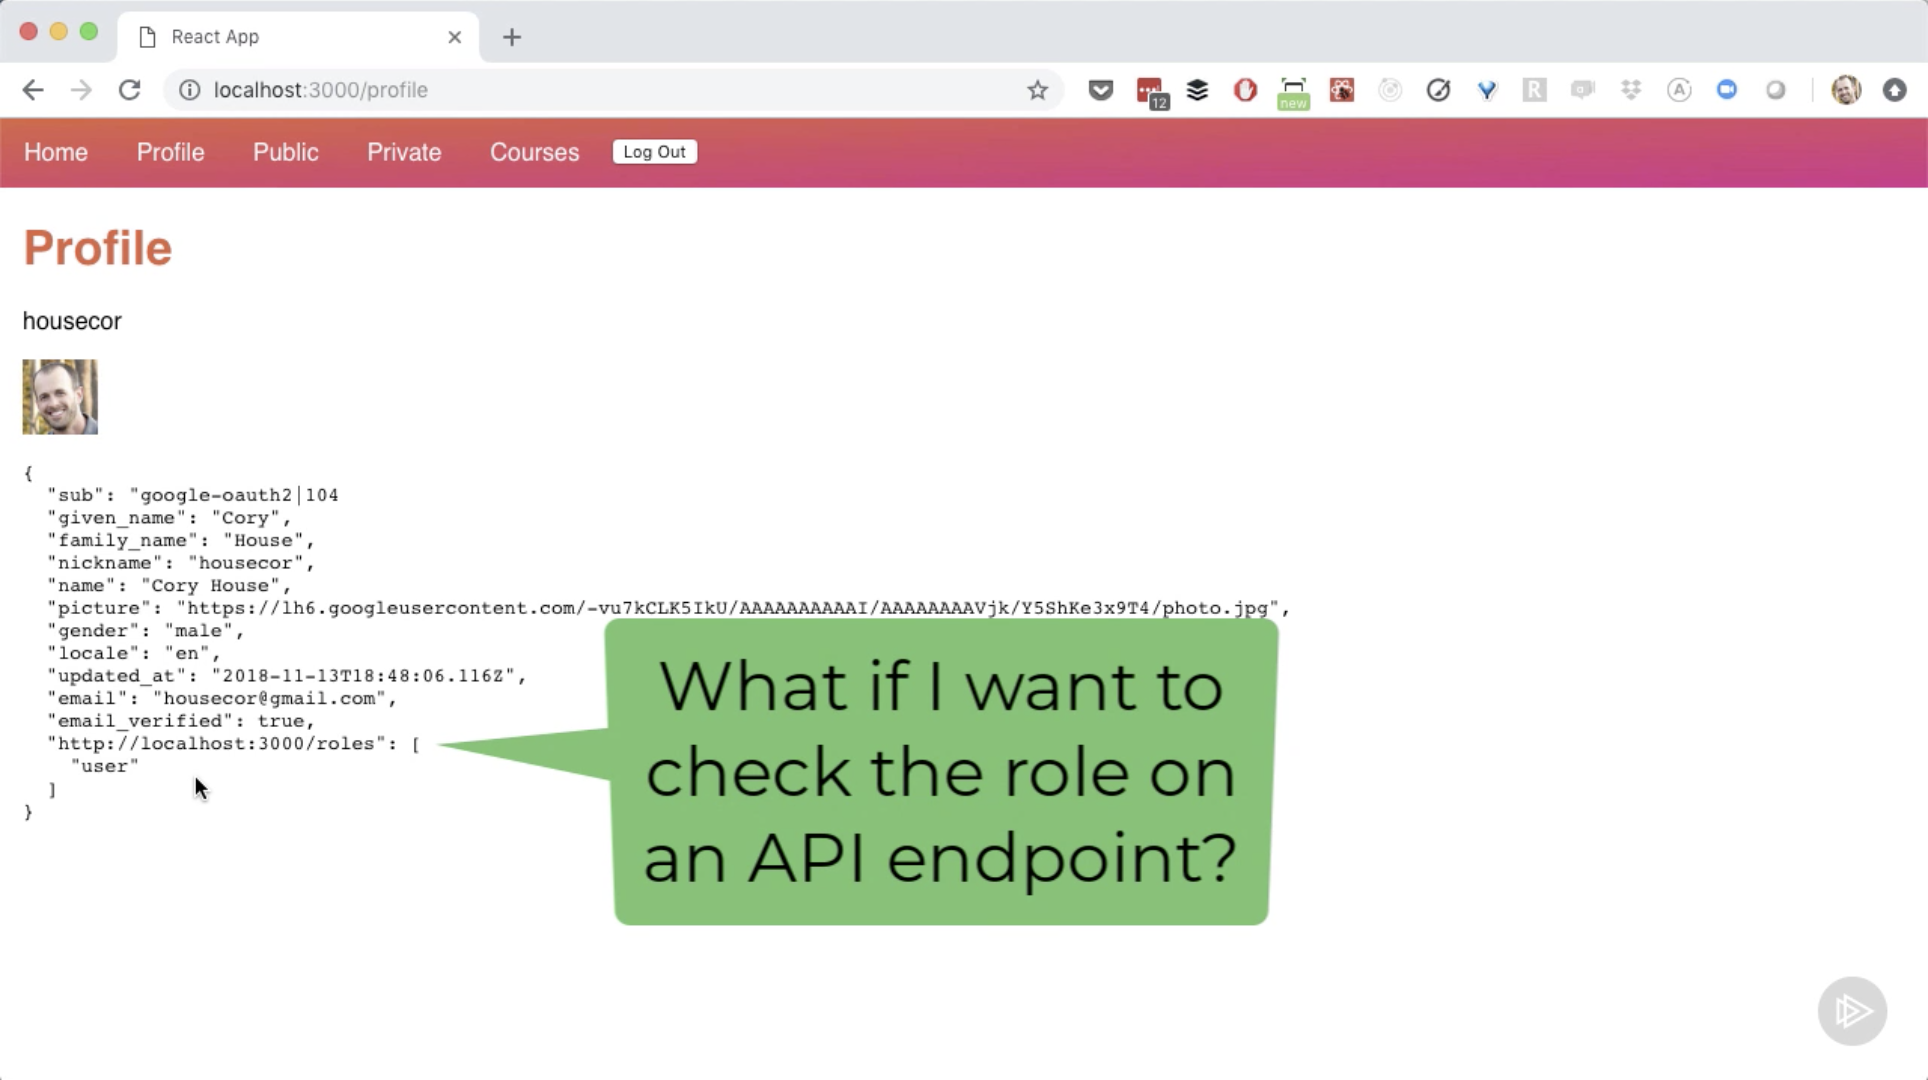 React App
localhost:3000/profile
12
new
R
A
Home Profile Public Private Courses Log Out
Profile
housecor
{
"sub": "google-oauth2|104
"given_name": "Cory",
"family_name": "House",
"nickname": "housecor",
"name": "Cory House",
"picture": "https://lh6.googleusercontent.com/-vu7kCLK5IkU/AAAAAAAAAAI/AAAAAAAAVjk/Y5ShKe3x9T4/photo.jpg",
"gender": "male",
"locale": "en",
"updated_at": "2018-11-13T18:48:06.116Z",
"email": "housecor@gmail.com",
"email_verified": true,
"http://localhost:3000/roles": [
"user"
]
}
What if I want to
check the role on
an API endpoint?